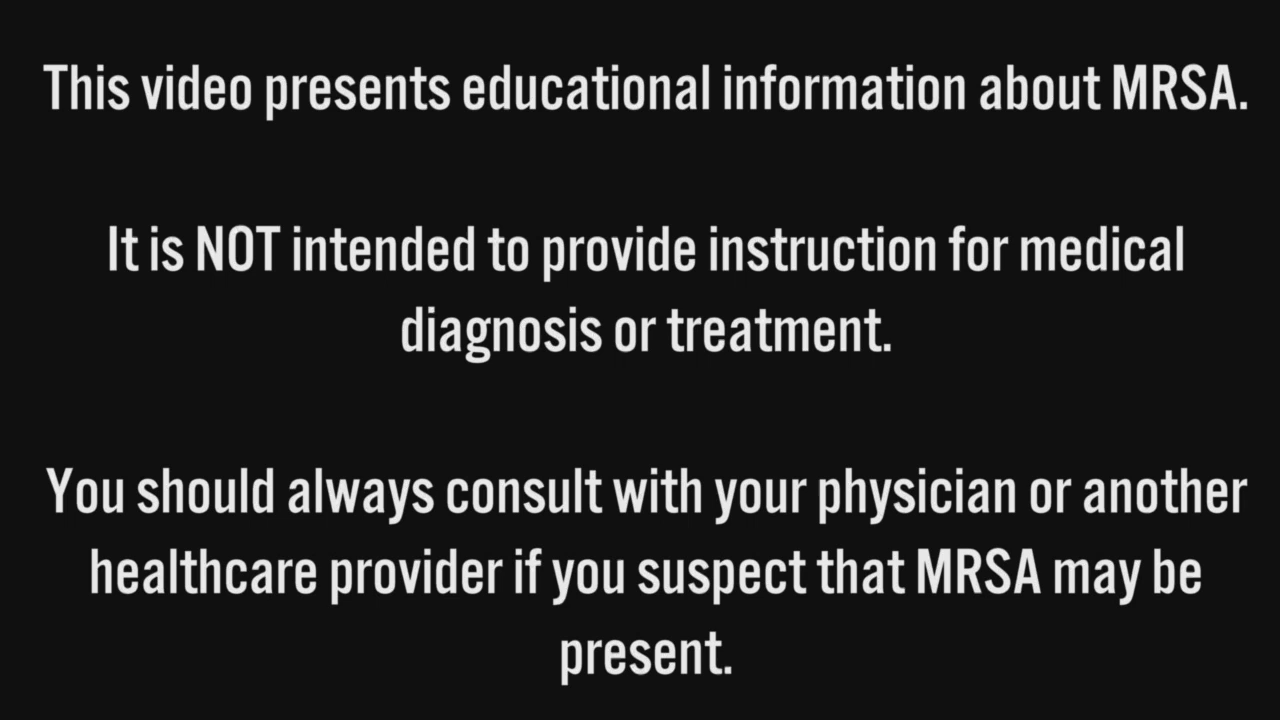 This video presents educational information about MRSA.
It is NOT intended to provide instruction for medical
diagnosis or treatment.
You should always consult with your physician or another
healthcare provider if you suspect that MRSA may be
present.